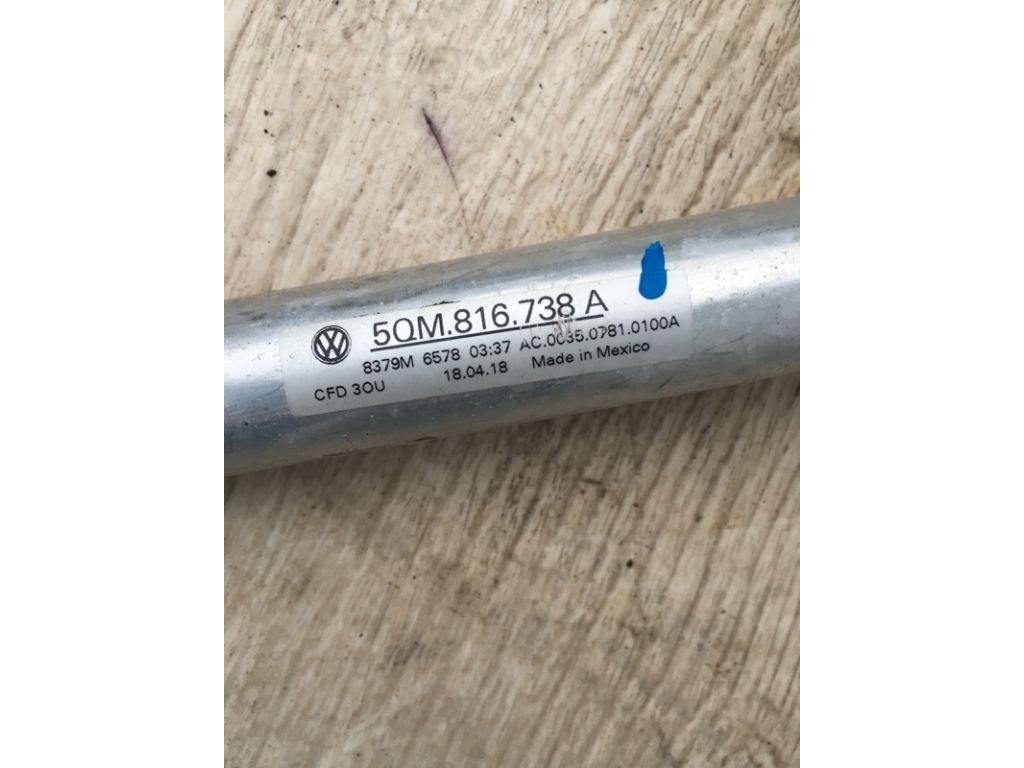 5QM.816.738 A
8379M 6578 03:37 AC.0035.0781.0100A
CFD 3OU 18.04.18 Made in Mexico